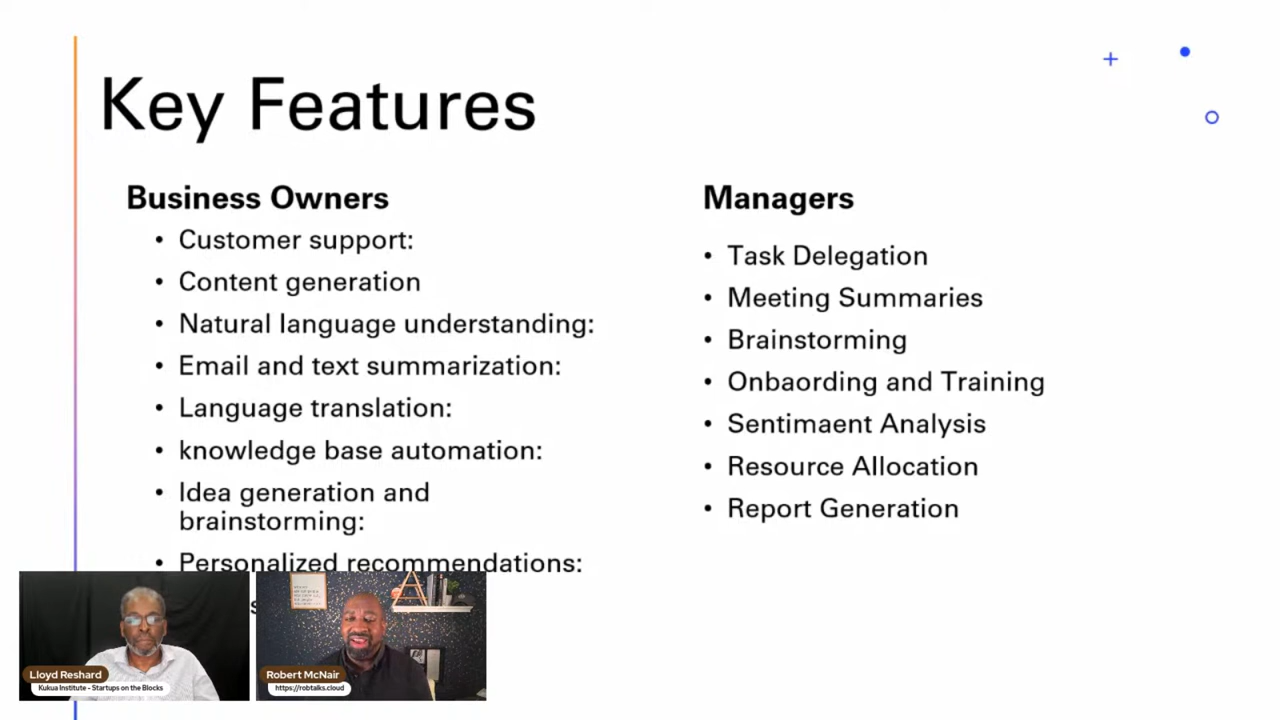 Key Features
Business Owners
Customer support:
Content generation
Natural language understanding:
Email and text summarization:
Language translation:
knowledge base automation:
Idea generation and
brainstorming:
Personalized recommendations:
Managers
Task Delegation
Meeting Summaries
Brainstorming
Onbaording and Training
Sentimaent Analysis
Resource Allocation
Report Generation
Lloyd Reshard
Kukua Institute - Startups on the Blocks
Robert McNair
https://robtalks.cloud